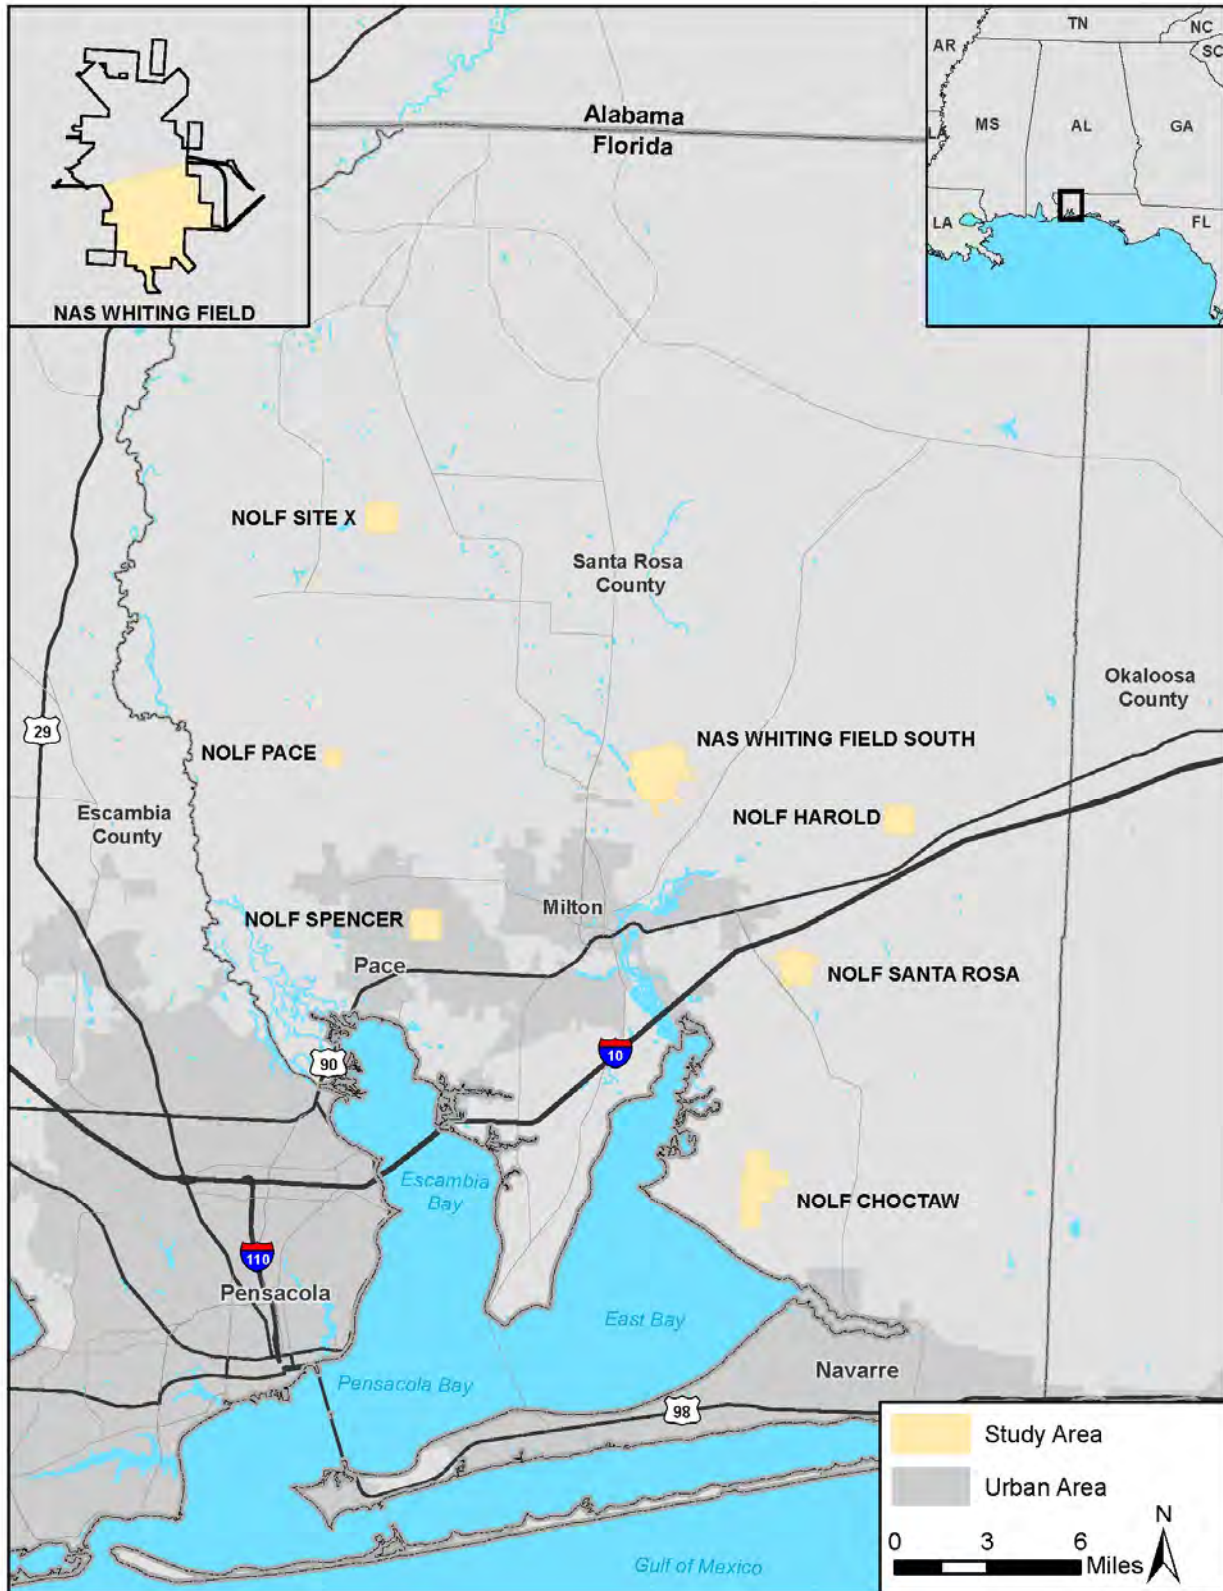 NAS WHITING FIELD
TN
NC
SC
AR
MS
AL
GA
LA
LA
FL
Alabama
Florida
NOLF SITE X
Santa Rosa
County
Okaloosa
County
29
NOLF PACE
NAS WHITING FIELD SOUTH
Escambia
County
NOLF HAROLD
NOLF SPENCER
Milton
Pace
NOLF SANTA ROSA
10
90
Escambia
Bay
NOLF CHOCTAW
110
Pensacola
East Bay
Navarre
Pensacola Bay
98
Study Area
Urban Area
N
0 3 6
Miles
Gulf of Mexico